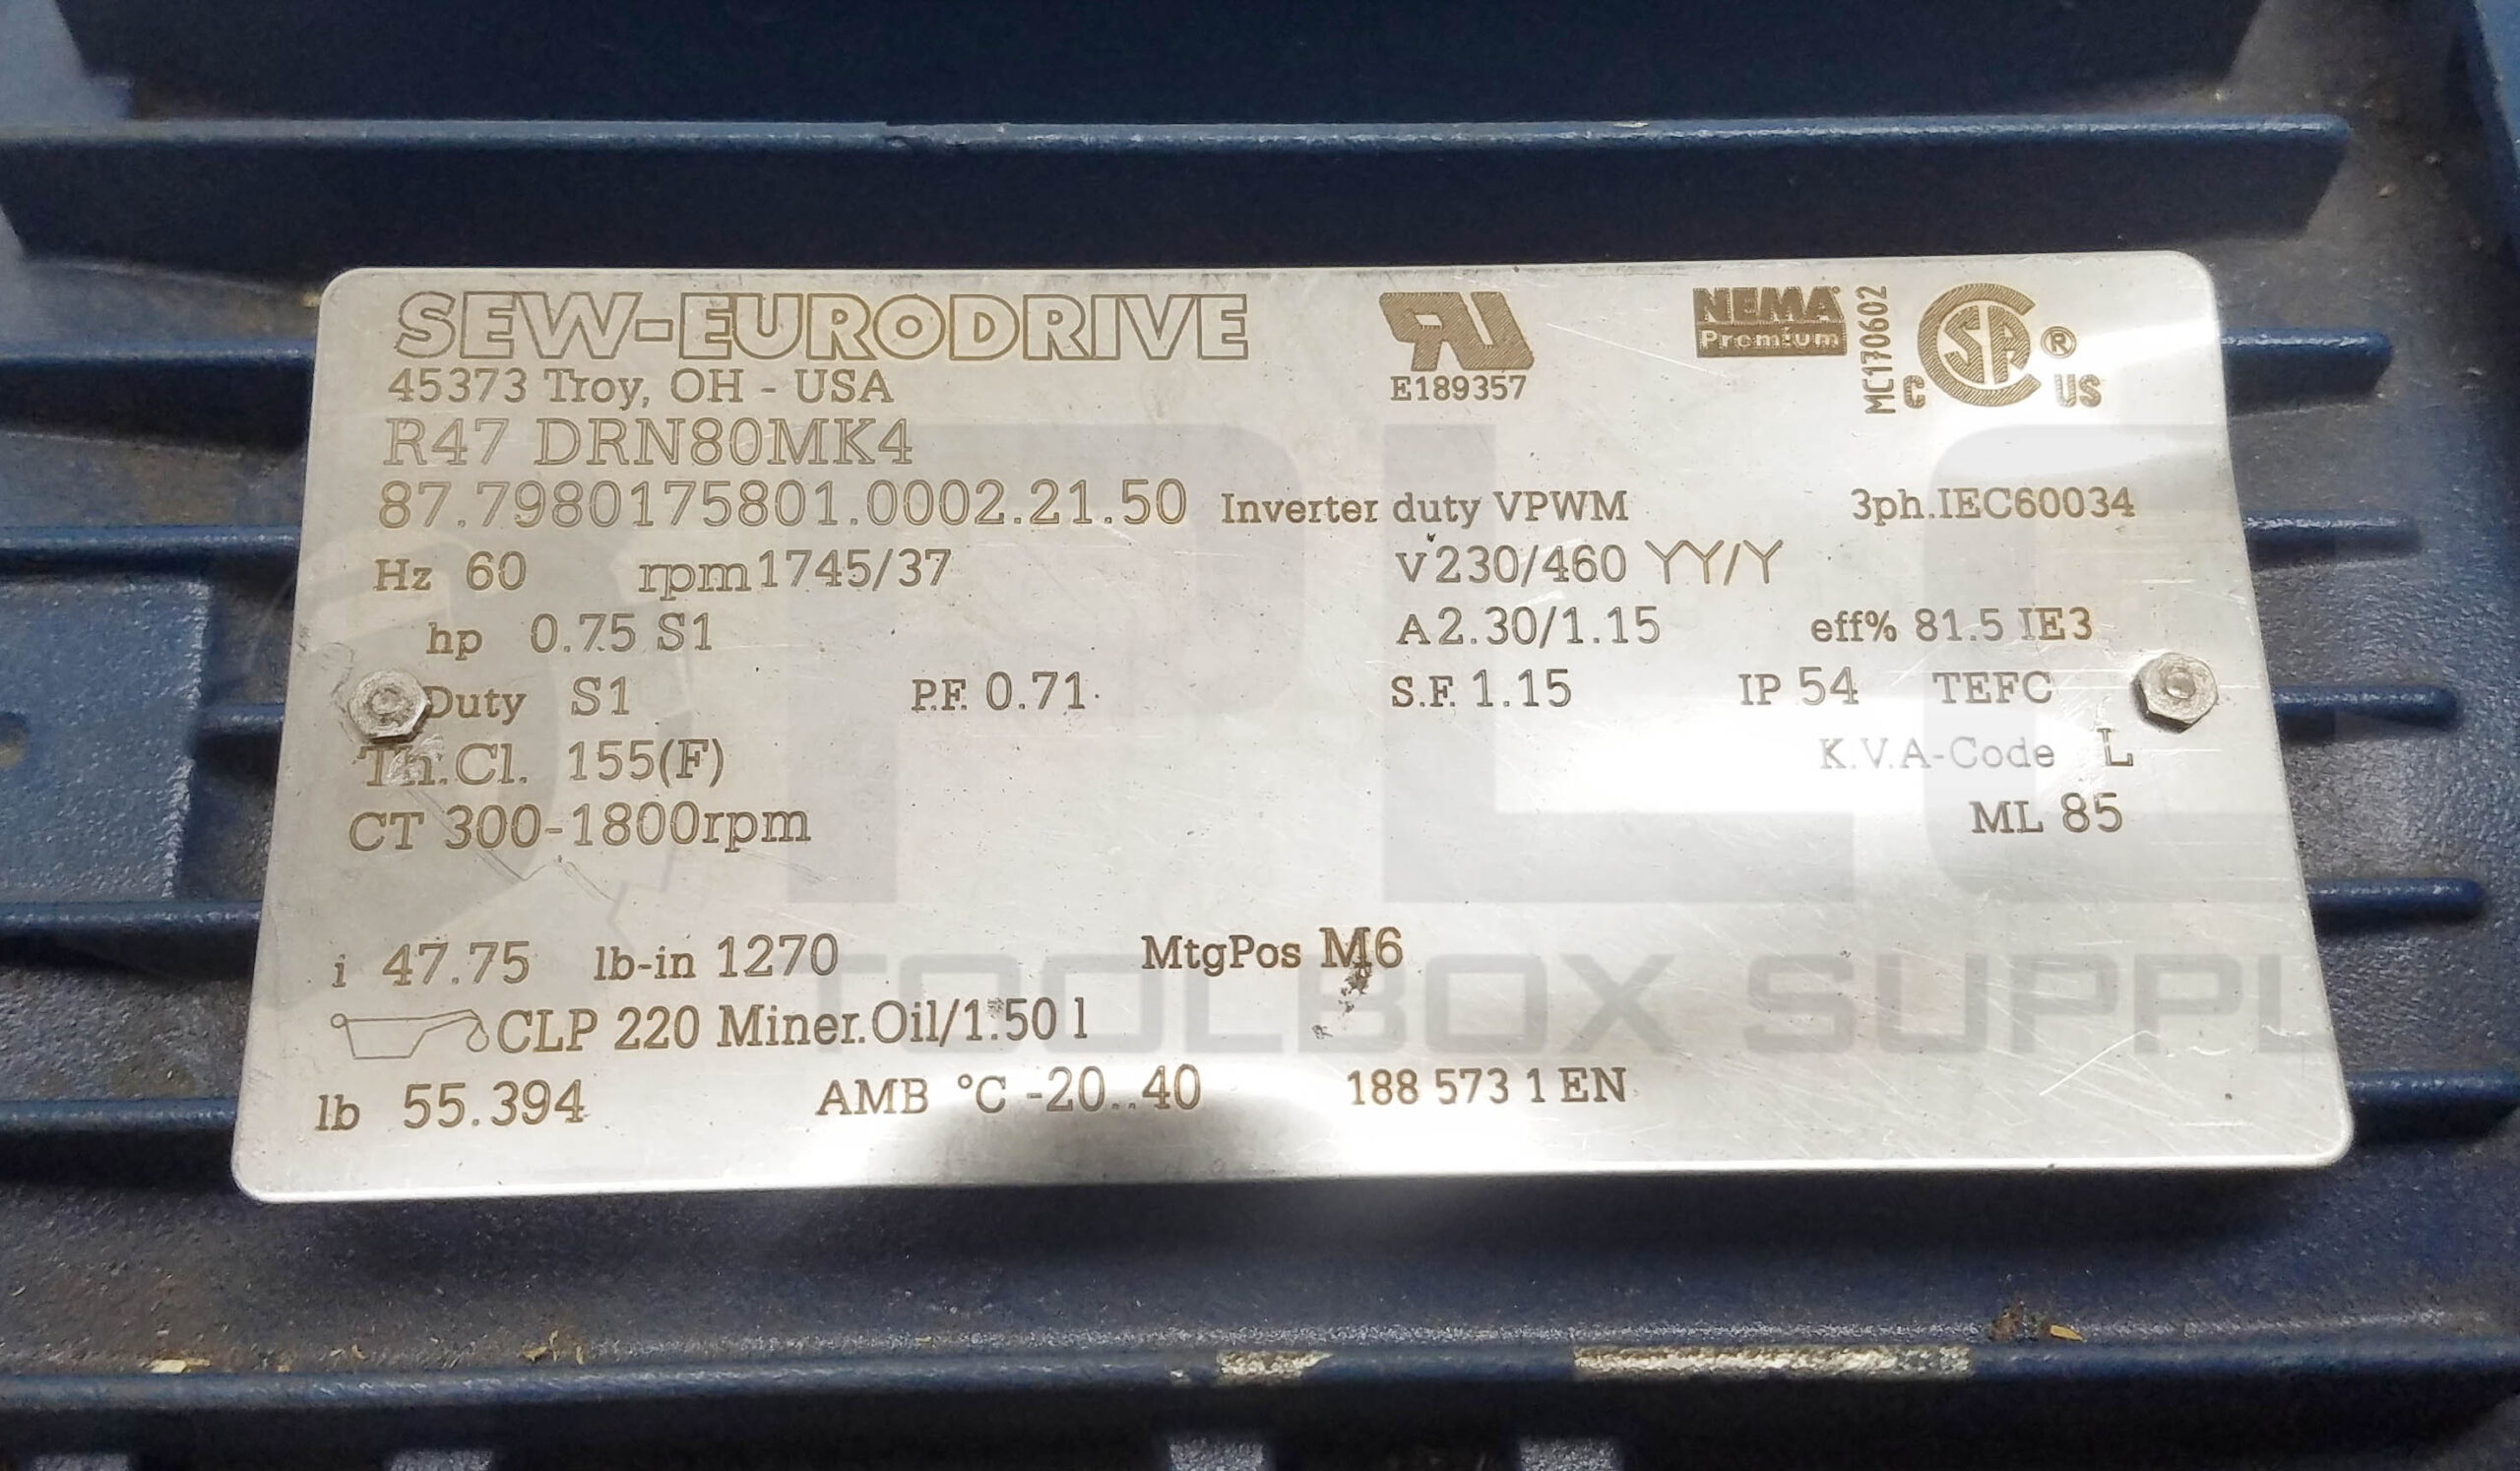 SEW-EURODRIVE
E189357
NEMA Premium
MC170602
C SA ® US
45373 Troy, OH - USA
R47 DRN80MK4
87.7980175801.0002.21.50 Inverter duty VPWM 3ph.IEC60034
Hz 60 rpm 1745/37 V 230/460 YY/Y
hp 0.75 S1 A 2.30/1.15 eff% 81.5 IE3
Duty S1 P.F. 0.71 S.F. 1.15 IP 54 TEFC
Th.Cl. 155(F) K.V.A-Code L
CT 300-1800rpm ML 85
i 47.75 lb-in 1270 MtgPos M6
CLP 220 Miner.Oil/1.50 l
lb 55.394 AMB °C -20..40 188 573 1 EN
PLC
TOOLBOX SUPPL